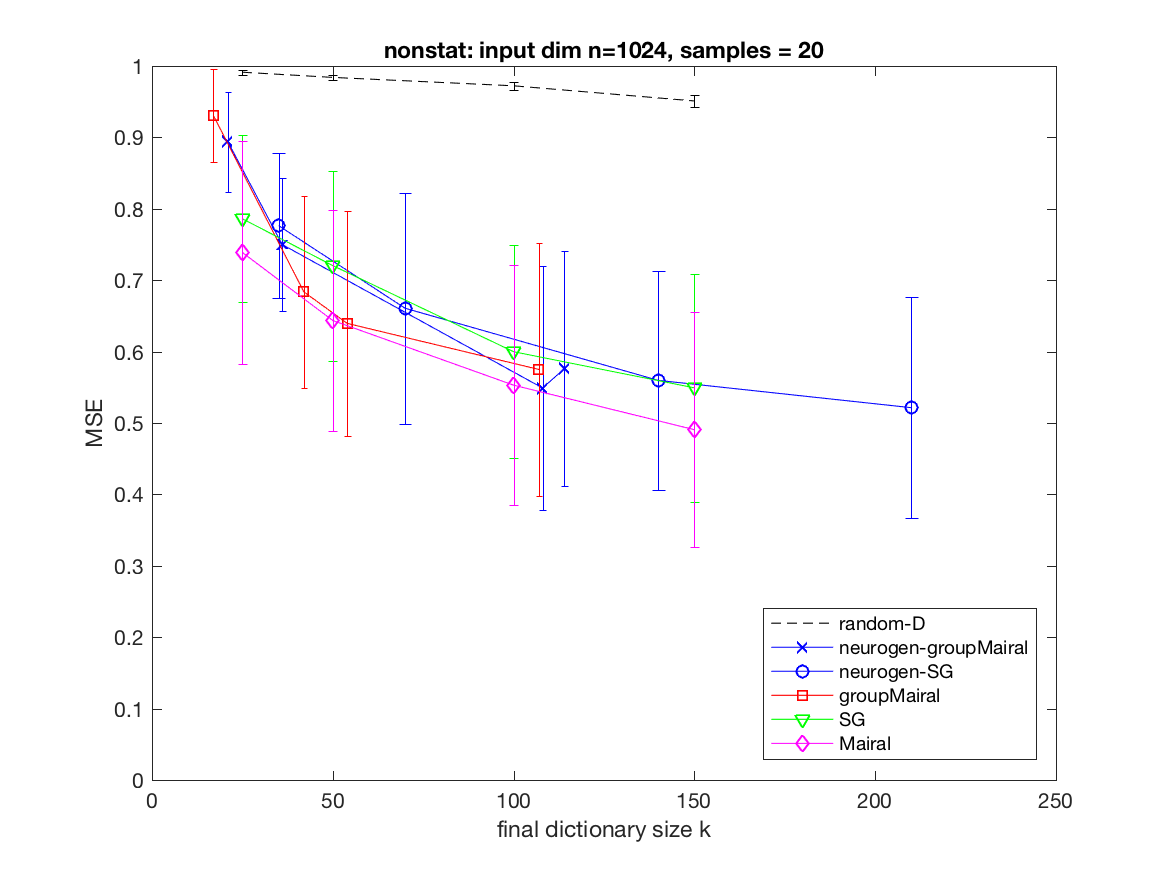 nonstat: input dim n=1024, samples = 20
1
0.9
0.8
0.7
0.6
0.5
0.4
0.3
0.2
0.1
0
MSE
0 50 100 150 200 250
final dictionary size k
random-D
neurogen-groupMairal
neurogen-SG
groupMairal
SG
Mairal